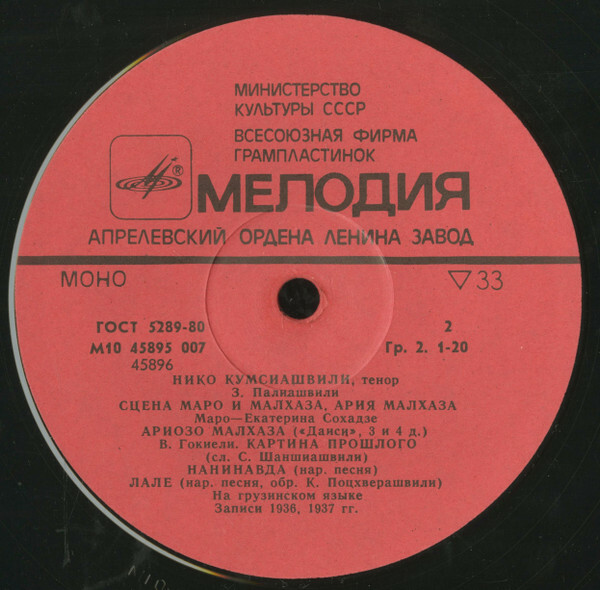 МИНИСТЕРСТВО
КУЛЬТУРЫ СССР
ВСЕСОЮЗНАЯ ФИРМА
ГРАМПЛАСТИНОК
®
МЕЛОДИЯ
АПРЕЛЕВСКИЙ ОРДЕНА ЛЕНИНА ЗАВОД
МОНО ▽33
ГОСТ 5289-80 2
М10 45895 007 Гр. 2. 1-20
45896
НИКО КУМСИАШВИЛИ, тенор
З. Палиашвили
СЦЕНА МАРО И МАЛХАЗА, АРИЯ МАЛХАЗА
Маро—Екатерина Сохадзе
АРИОЗО МАЛХАЗА («Даиси», 3 и 4 д.)
В. Гокиели. КАРТИНА ПРОШЛОГО
(сл. С. Шаншиашвили)
НАНИНАВДА (нар. песня)
ЛАЛЕ (нар. песня, обр. К. Поцхверашвили)
На грузинском языке
Записи 1936, 1937 гг.